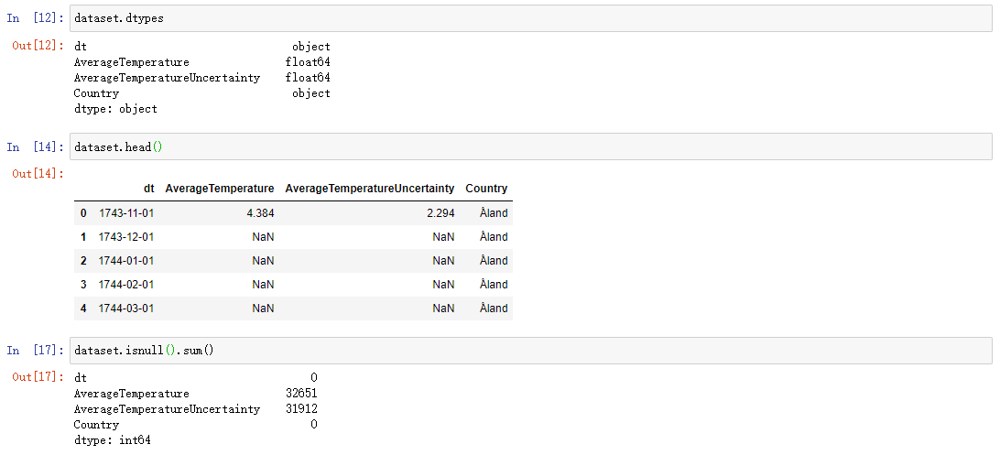 In [12]: dataset.dtypes
Out[12]: dt object
AverageTemperature float64
AverageTemperatureUncertainty float64
Country object
dtype: object
In [14]: dataset.head()
Out[14]:
dt AverageTemperature AverageTemperatureUncertainty Country
0 1743-11-01 4.384 2.294 Åland
1 1743-12-01 NaN NaN Åland
2 1744-01-01 NaN NaN Åland
3 1744-02-01 NaN NaN Åland
4 1744-03-01 NaN NaN Åland
In [17]: dataset.isnull().sum()
Out[17]: dt 0
AverageTemperature 32651
AverageTemperatureUncertainty 31912
Country 0
dtype: int64